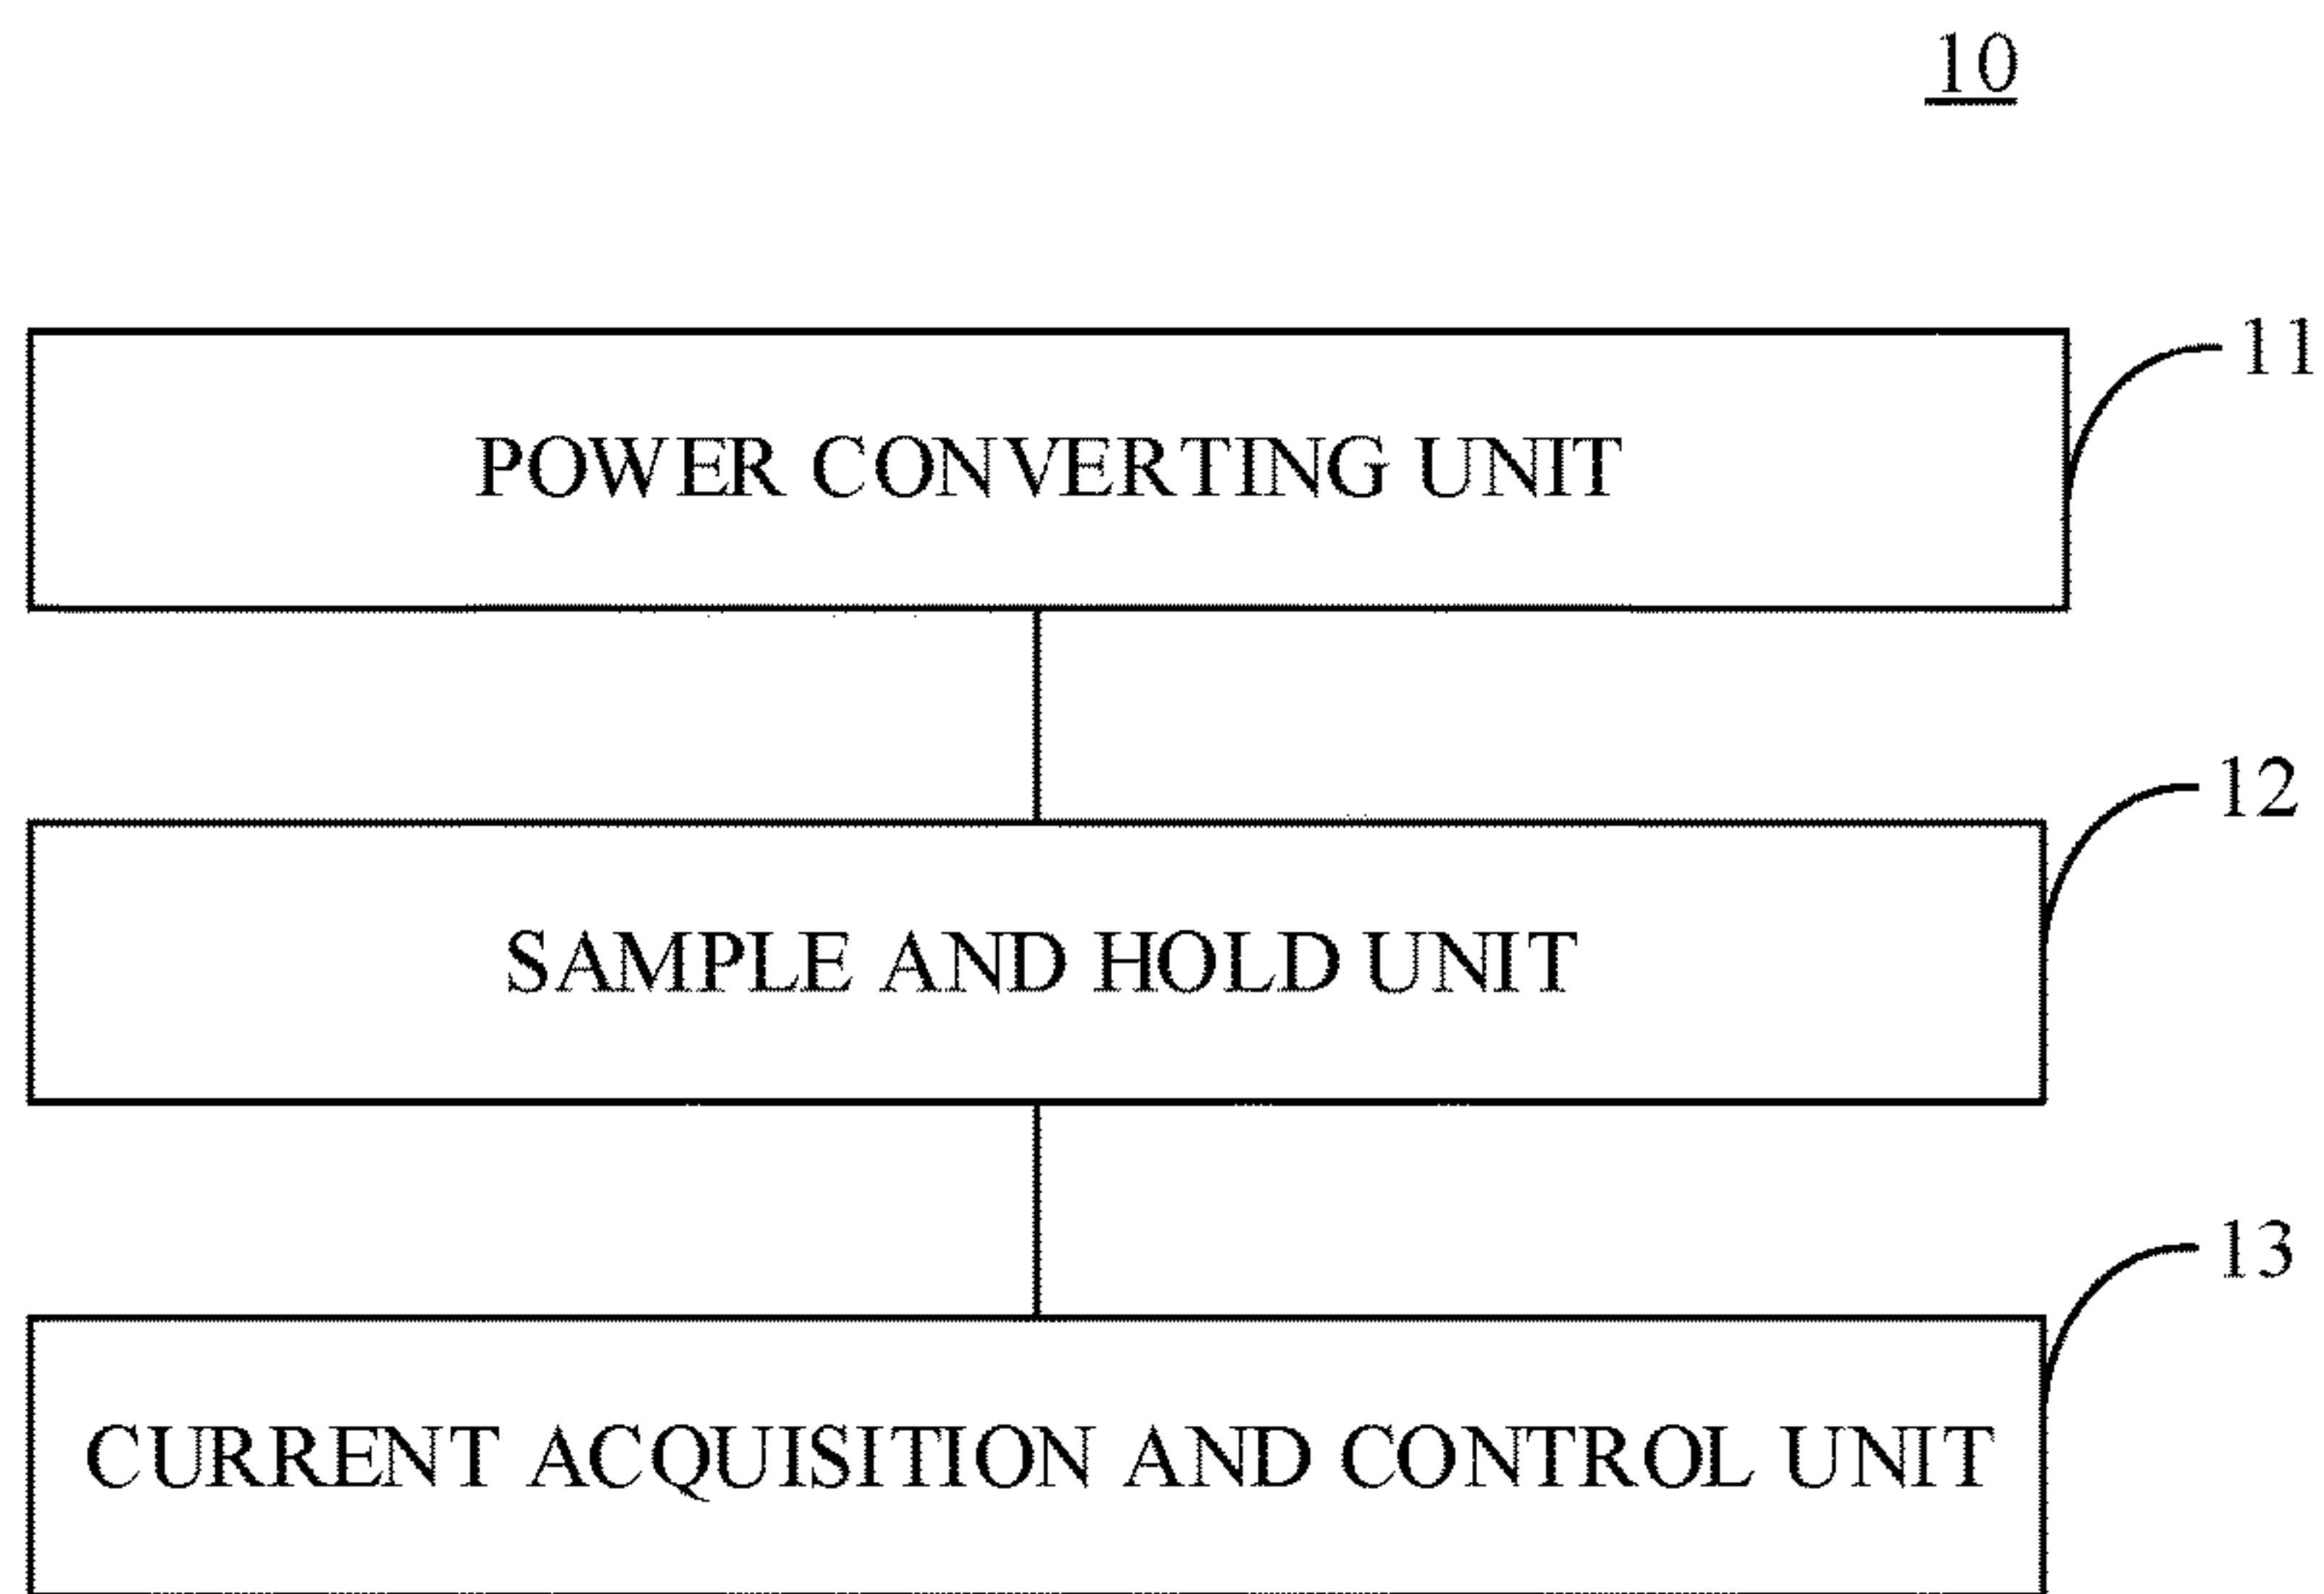 10
11
POWER CONVERTING UNIT
12
SAMPLE AND HOLD UNIT
13
CURRENT ACQUISITION AND CONTROL UNIT